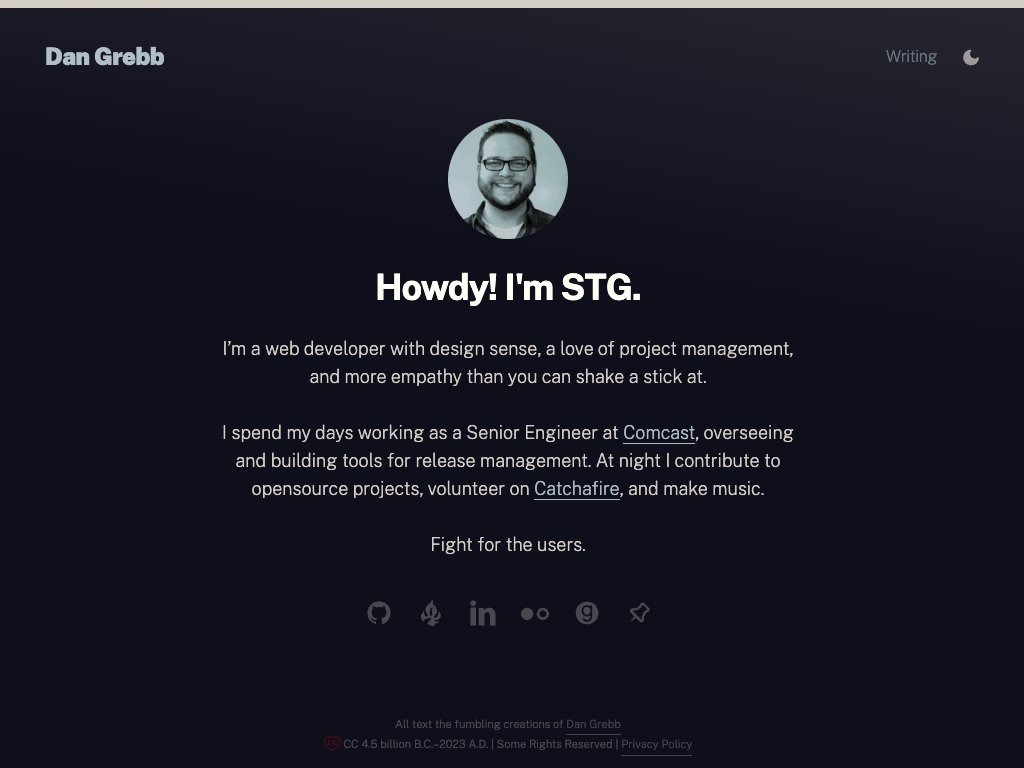 Dan Grebb
Writing
Howdy! I'm STG.
I’m a web developer with design sense, a love of project management,
and more empathy than you can shake a stick at.
I spend my days working as a Senior Engineer at Comcast, overseeing
and building tools for release management. At night I contribute to
opensource projects, volunteer on Catchafire, and make music.
Fight for the users.
in
g
All text the fumbling creations of Dan Grebb
CC 4.5 billion B.C.–2023 A.D. | Some Rights Reserved | Privacy Policy